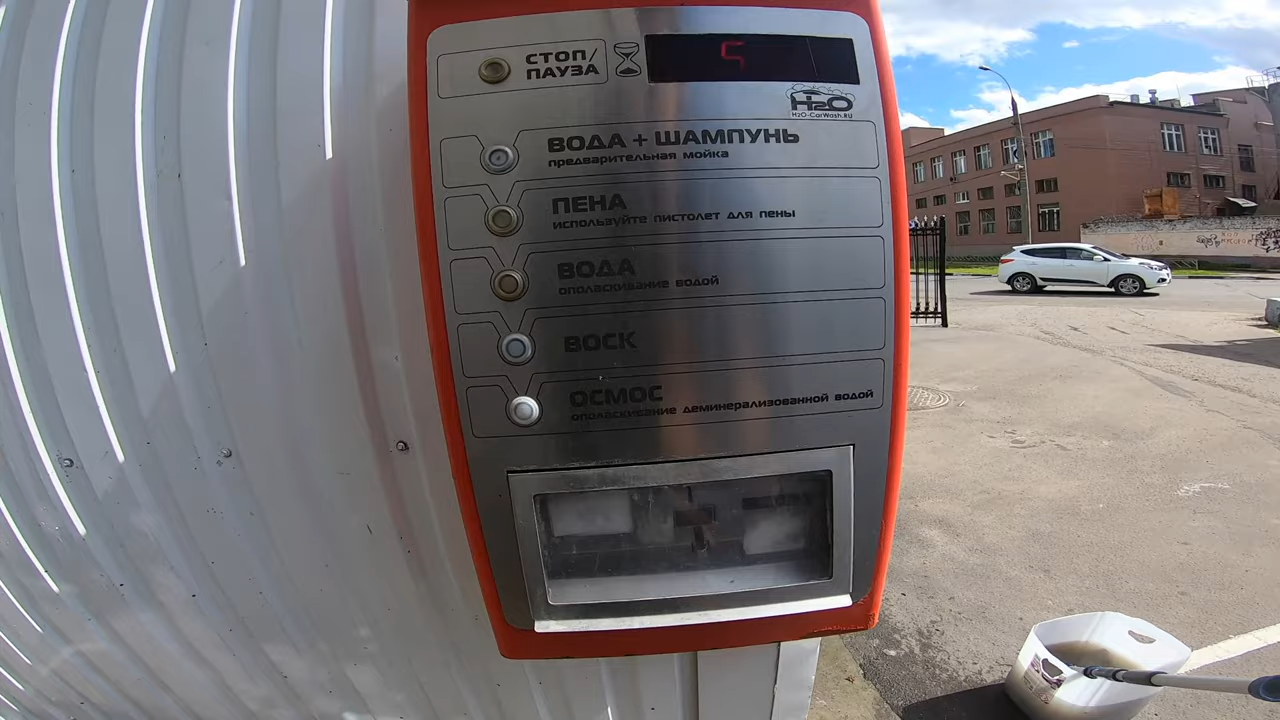 СТОП/
ПАУЗА
5
H2O
H2O-CarWash.RU
ВОДА + ШАМПУНЬ
предварительная мойка
ПЕНА
используйте пистолет для пены
ВОДА
ополаскивание водой
ВОСК
ОСМОС
ополаскивание деминерализованной водой